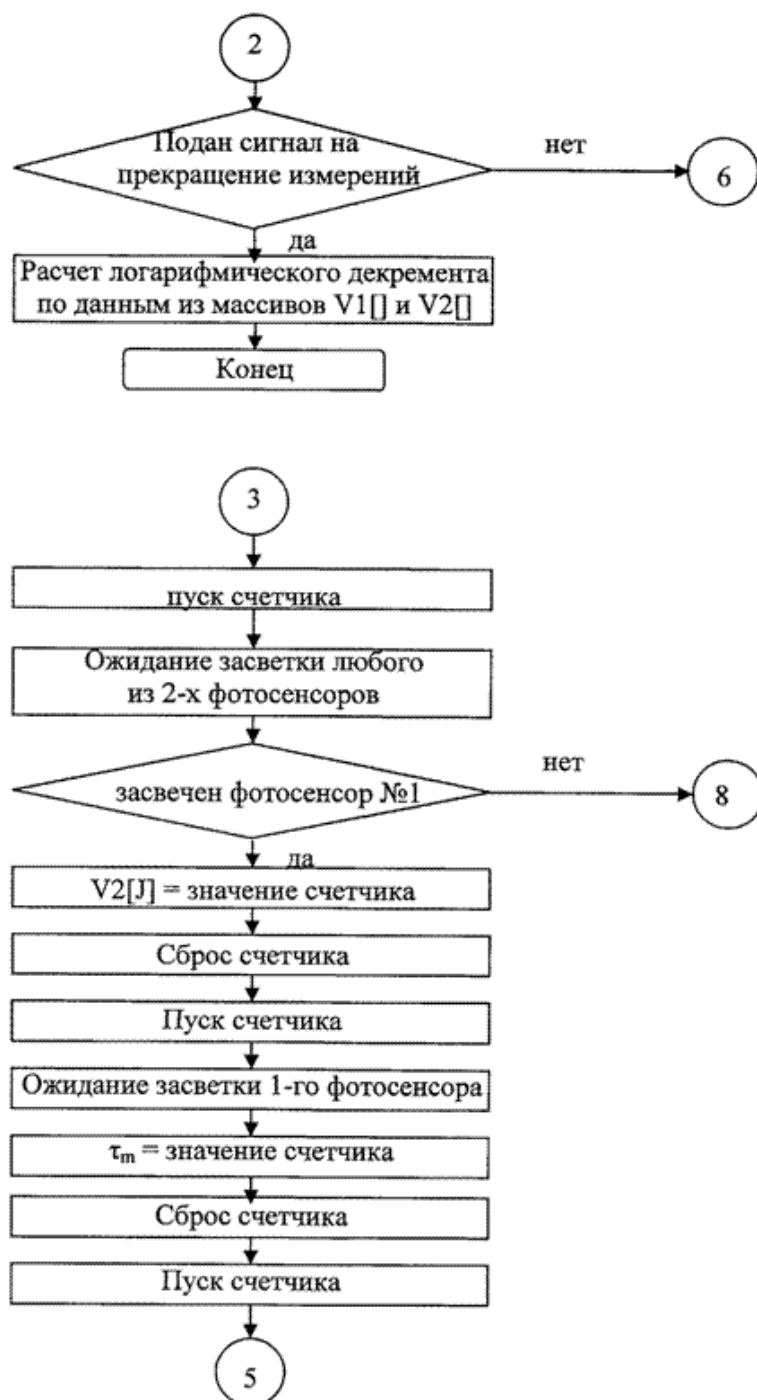 2
Подан сигнал на
прекращение измерений
нет
6
да
Расчет логарифмического декремента
по данным из массивов V1[] и V2[]
Конец
3
пуск счетчика
Ожидание засветки любого
из 2-х фотосенсоров
засвечен фотосенсор №1
нет
8
да
V2[J] = значение счетчика
Сброс счетчика
Пуск счетчика
Ожидание засветки 1-го фотосенсора
τm = значение счетчика
Сброс счетчика
Пуск счетчика
5